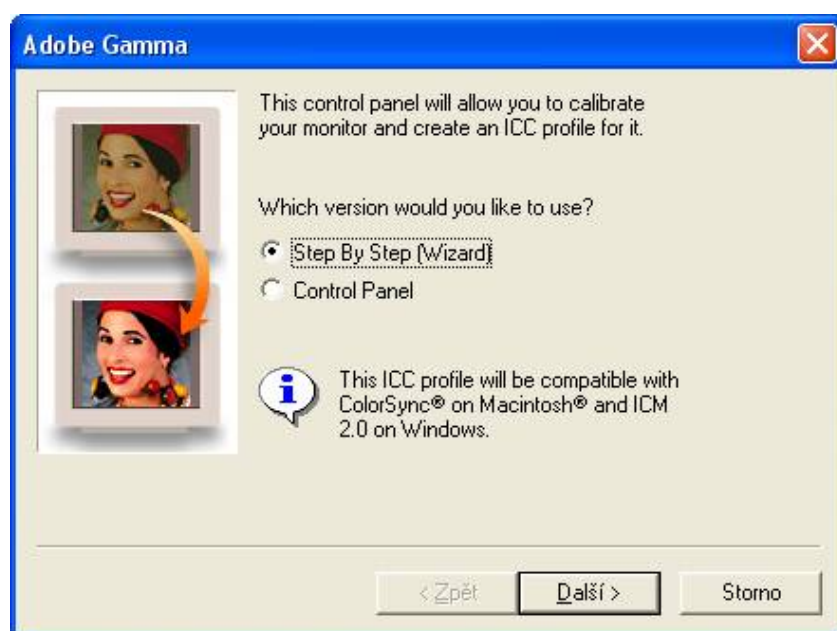 Adobe Gamma
This control panel will allow you to calibrate
your monitor and create an ICC profile for it.
Which version would you like to use?
Step By Step (Wizard)
Control Panel
This ICC profile will be compatible with
ColorSync® on Macintosh® and ICM
2.0 on Windows.
< Zpět
Další >
Storno